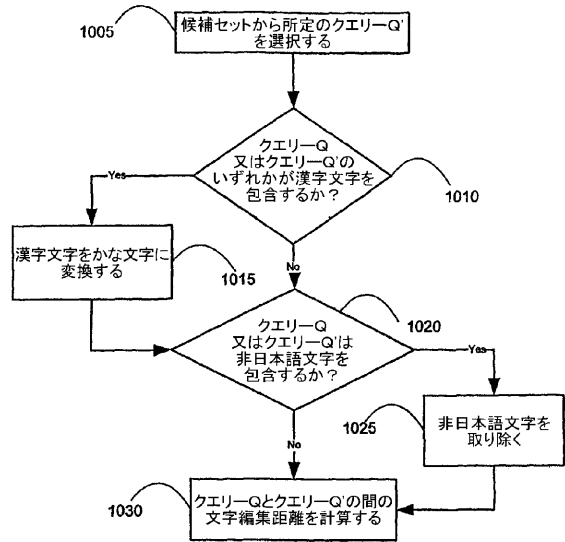 1005
候補セットから所定のクエリーQ'
を選択する
クエリーQ
又はクエリーQ'の
いずれかが漢字文字を
包含するか?
1010
Yes
漢字文字をかな文字に
変換する
1015
No
クエリーQ
又はクエリーQ'は
非日本語文字を
包含するか?
1020
Yes
非日本語文字を
取り除く
1025
No
クエリーQとクエリーQ'の間の
文字編集距離を計算する
1030